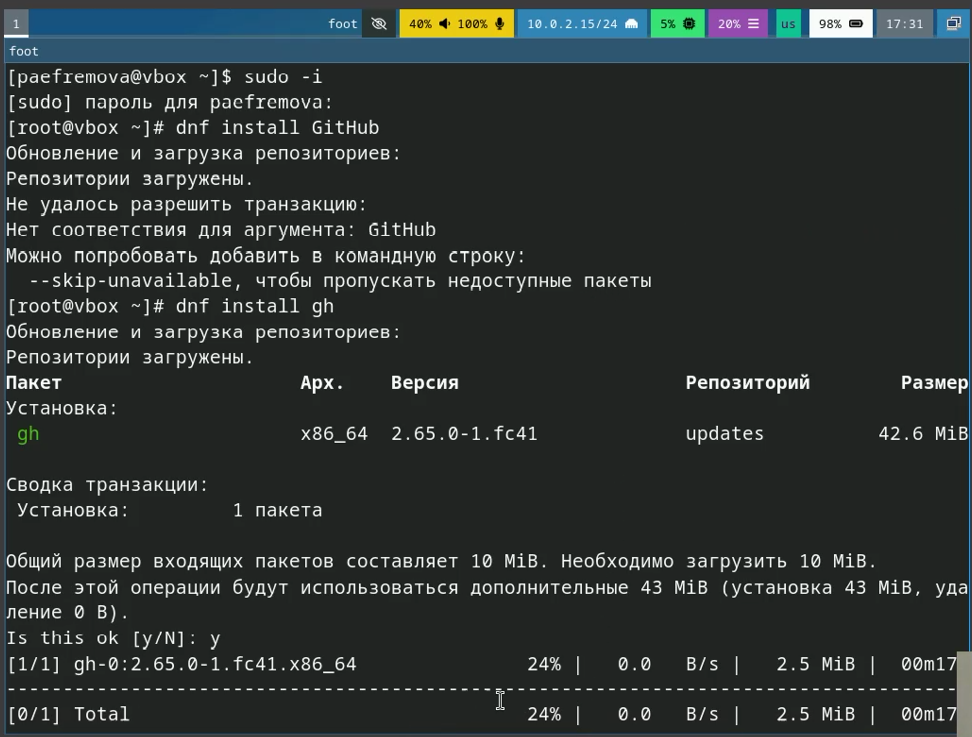 1 foot 40% 100% 10.0.2.15/24 5% 20% us 98% 17:31
foot
[paefremova@vbox ~]$ sudo -i
[sudo] пароль для paefremova:
[root@vbox ~]# dnf install GitHub
Обновление и загрузка репозиториев:
Репозитории загружены.
Не удалось разрешить транзакцию:
Нет соответствия для аргумента: GitHub
Можно попробовать добавить в командную строку:
  --skip-unavailable, чтобы пропускать недоступные пакеты
[root@vbox ~]# dnf install gh
Обновление и загрузка репозиториев:
Репозитории загружены.
Пакет Арх. Версия Репозиторий Размер
Установка:
 gh x86_64 2.65.0-1.fc41 updates 42.6 MiB
Сводка транзакции:
 Установка: 1 пакета
Общий размер входящих пакетов составляет 10 MiB. Необходимо загрузить 10 MiB.
После этой операции будут использоваться дополнительные 43 MiB (установка 43 MiB, уда
ление 0 B).
Is this ok [y/N]: y
[1/1] gh-0:2.65.0-1.fc41.x86_64 24% | 0.0 B/s | 2.5 MiB | 00m17
--------------------------------------------------------------------------------------
[0/1] Total 24% | 0.0 B/s | 2.5 MiB | 00m17